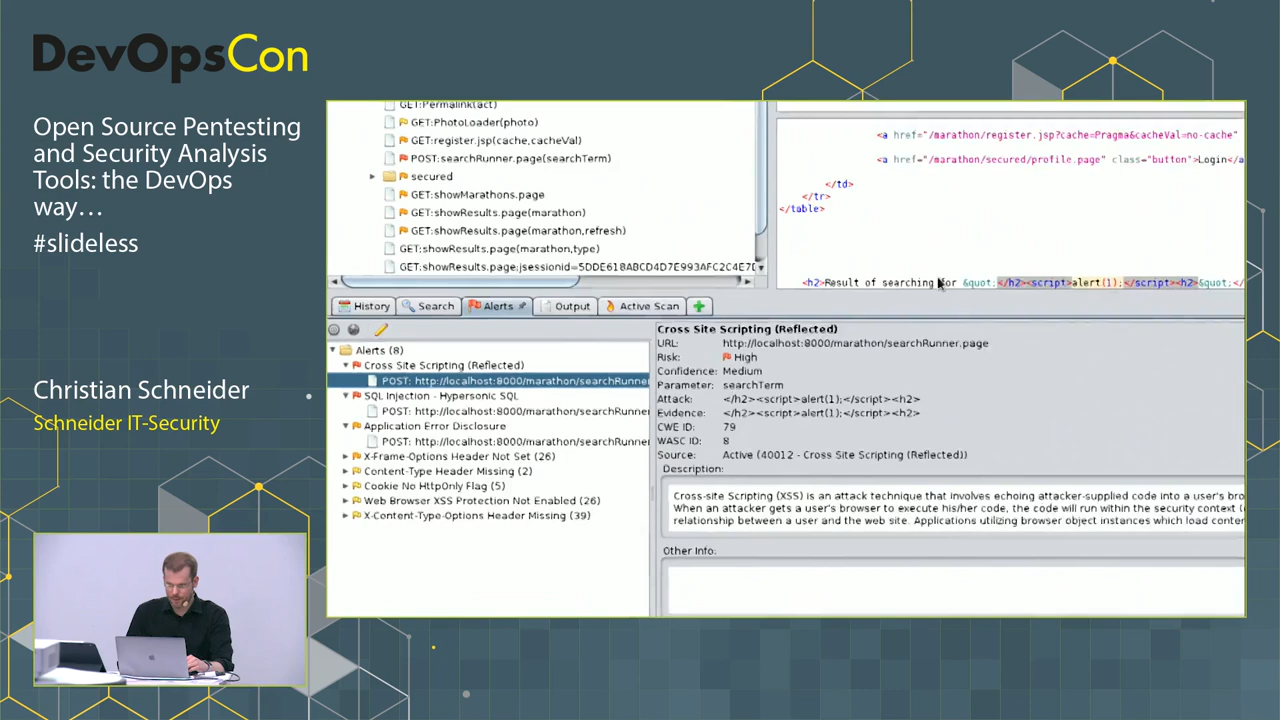 DevOpsCon
Open Source Pentesting
and Security Analysis
Tools: the DevOps
way…
#slideless
Christian Schneider
Schneider IT-Security
GET:Permalink(act)
GET:PhotoLoader(photo)
GET:register.jsp(cache,cacheVal)
POST:searchRunner.page(searchTerm)
secured
GET:showMarathons.page
GET:showResults.page(marathon)
GET:showResults.page(marathon,refresh)
GET:showResults.page(marathon,type)
GET:showResults.page;jsessionid=5DDE618ABCD4D7E993AFC2C4E7D
<a href="/marathon/register.jsp?cache=Pragma&cacheVal=no-cache"
<a href="/marathon/secured/profile.page" class="button">Login</a
</td>
</tr>
</table>
<h2>Result of searching for &quot;</h2><script>alert(1);</script><h2>&quot;</
History Search Alerts Output Active Scan
Alerts (8)
Cross Site Scripting (Reflected)
POST: http://localhost:8000/marathon/searchRunner
SQL Injection - Hypersonic SQL
POST: http://localhost:8000/marathon/searchRunner
Application Error Disclosure
POST: http://localhost:8000/marathon/searchRunner
X-Frame-Options Header Not Set (26)
Content-Type Header Missing (2)
Cookie No HttpOnly Flag (5)
Web Browser XSS Protection Not Enabled (26)
X-Content-Type-Options Header Missing (39)
Cross Site Scripting (Reflected)
URL: http://localhost:8000/marathon/searchRunner.page
Risk: High
Confidence: Medium
Parameter: searchTerm
Attack: </h2><script>alert(1);</script><h2>
Evidence: </h2><script>alert(1);</script><h2>
CWE ID: 79
WASC ID: 8
Source: Active (40012 - Cross Site Scripting (Reflected))
Description:
Cross-site Scripting (XSS) is an attack technique that involves echoing attacker-supplied code into a user's bro
When an attacker gets a user's browser to execute his/her code, the code will run within the security context (
relationship between a user and the web site. Applications utilizing browser object instances which load conten
Other Info: